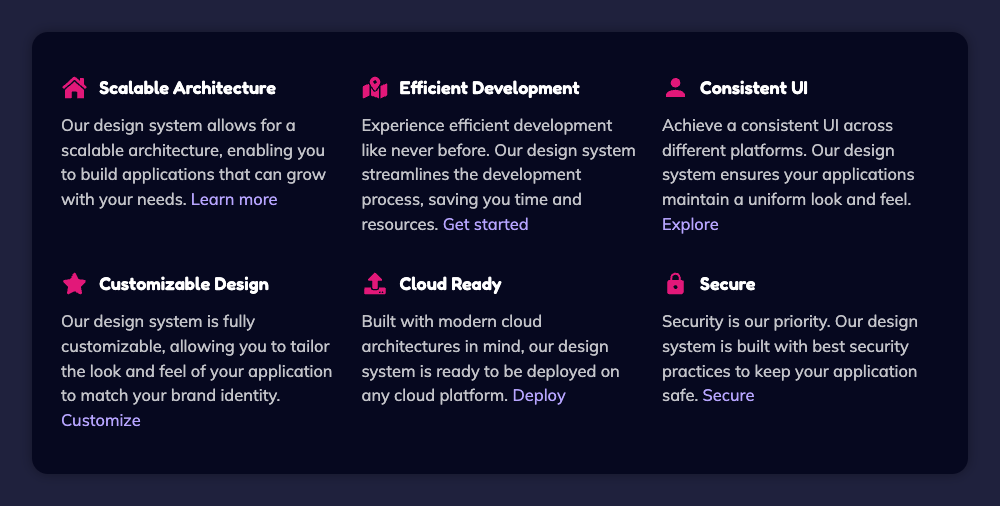 Scalable Architecture
Our design system allows for a
scalable architecture, enabling you
to build applications that can grow
with your needs. Learn more
Efficient Development
Experience efficient development
like never before. Our design system
streamlines the development
process, saving you time and
resources. Get started
Consistent UI
Achieve a consistent UI across
different platforms. Our design
system ensures your applications
maintain a uniform look and feel.
Explore
Customizable Design
Our design system is fully
customizable, allowing you to tailor
the look and feel of your application
to match your brand identity.
Customize
Cloud Ready
Built with modern cloud
architectures in mind, our design
system is ready to be deployed on
any cloud platform. Deploy
Secure
Security is our priority. Our design
system is built with best security
practices to keep your application
safe. Secure